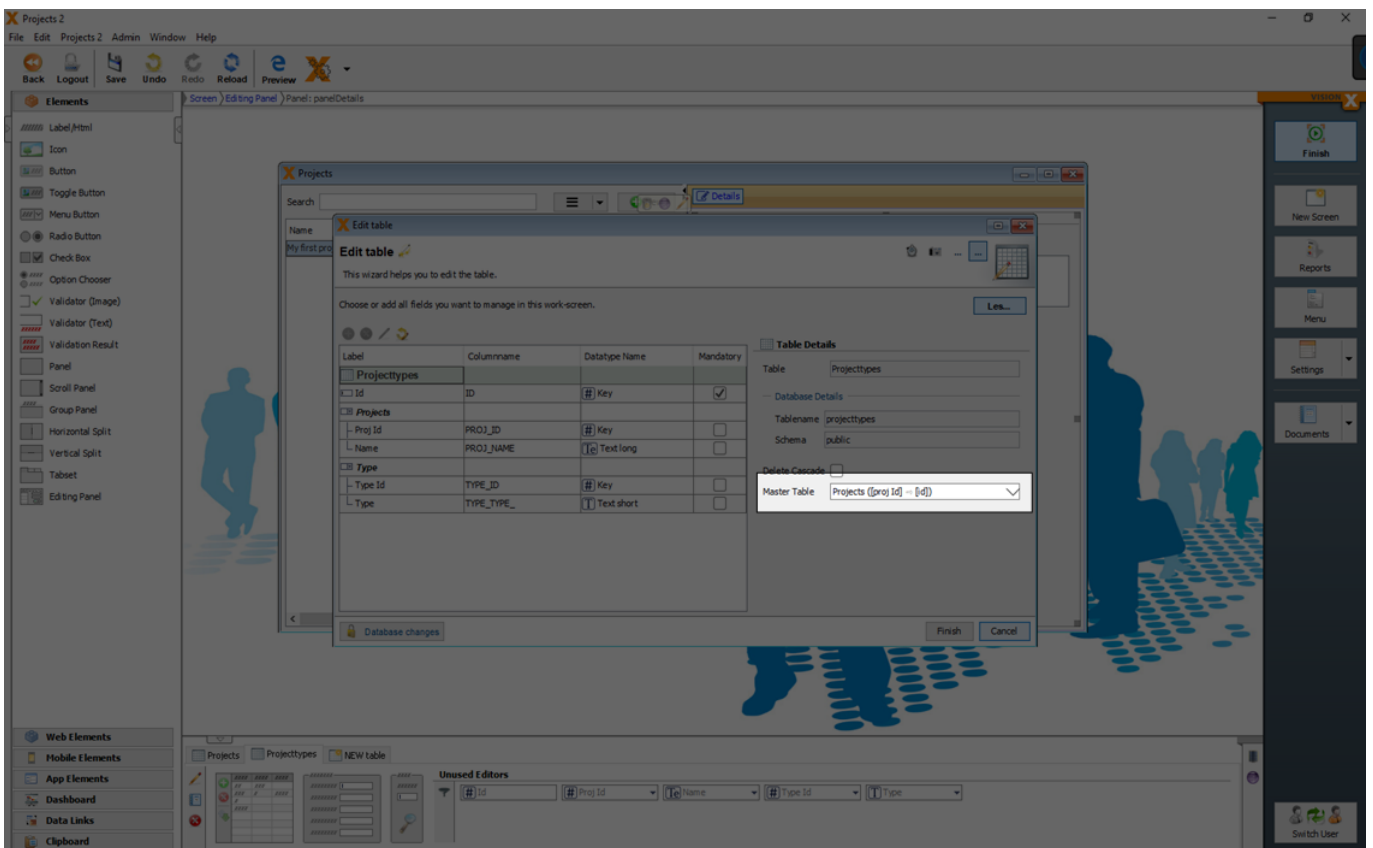 Projects 2
File Edit Projects 2 Admin Window Help
Back Logout Save Undo Redo Reload Preview
Elements
Screen Editing Panel Panel: panelDetails
VISION X
Label/Html
Icon
Button
Toggle Button
Menu Button
Radio Button
Check Box
Option Chooser
Validator (Image)
Validator (Text)
Validation Result
Panel
Scroll Panel
Group Panel
Horizontal Split
Vertical Split
Tabset
Editing Panel
Web Elements
Mobile Elements
App Elements
Dashboard
Data Links
Clipboard
Projects
Search
Details
Name
My first pro
Edit table
Edit table
This wizard helps you to edit the table.
Choose or add all fields you want to manage in this work-screen.
Les...
Label Columnname Datatype Name Mandatory
Projecttypes
Id ID # Key
Projects
Proj Id PROJ_ID # Key
Name PROJ_NAME Te Text long
Type
Type Id TYPE_ID # Key
Type TYPE_TYPE_ T Text short
Table Details
Table Projecttypes
Database Details
Tablename projecttypes
Schema public
Delete Cascade
Master Table Projects ([proj Id] → [id])
Database changes
Finish Cancel
Projects Projecttypes NEW table
Unused Editors
# Id # Proj Id Te Name # Type Id T Type
Finish
New Screen
Reports
Menu
Settings
Documents
Switch User